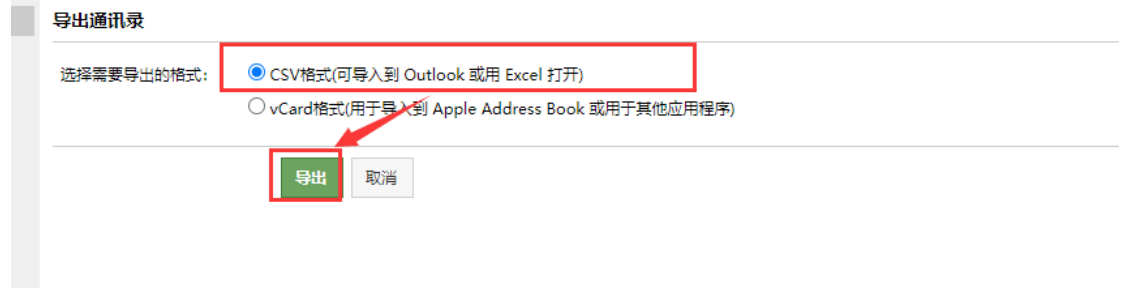 导出通讯录
选择需要导出的格式： CSV格式(可导入到 Outlook 或用 Excel 打开)
vCard格式(用于导入到 Apple Address Book 或用于其他应用程序)
导出 取消